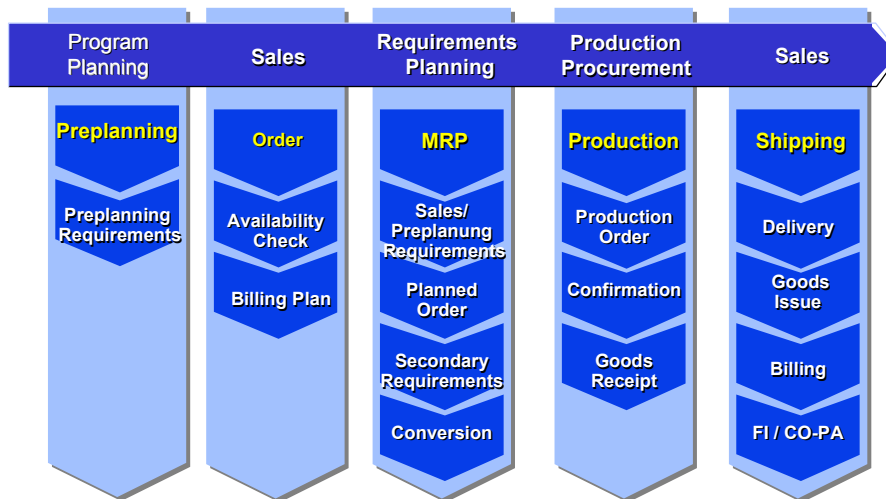 Program
Planning
Sales
Requirements
Planning
Production
Procurement
Sales
Preplanning
Preplanning
Requirements
Order
Availability
Check
Billing Plan
MRP
Sales/
Preplanung
Requirements
Planned
Order
Secondary
Requirements
Conversion
Production
Production
Order
Confirmation
Goods
Receipt
Shipping
Delivery
Goods
Issue
Billing
FI / CO-PA